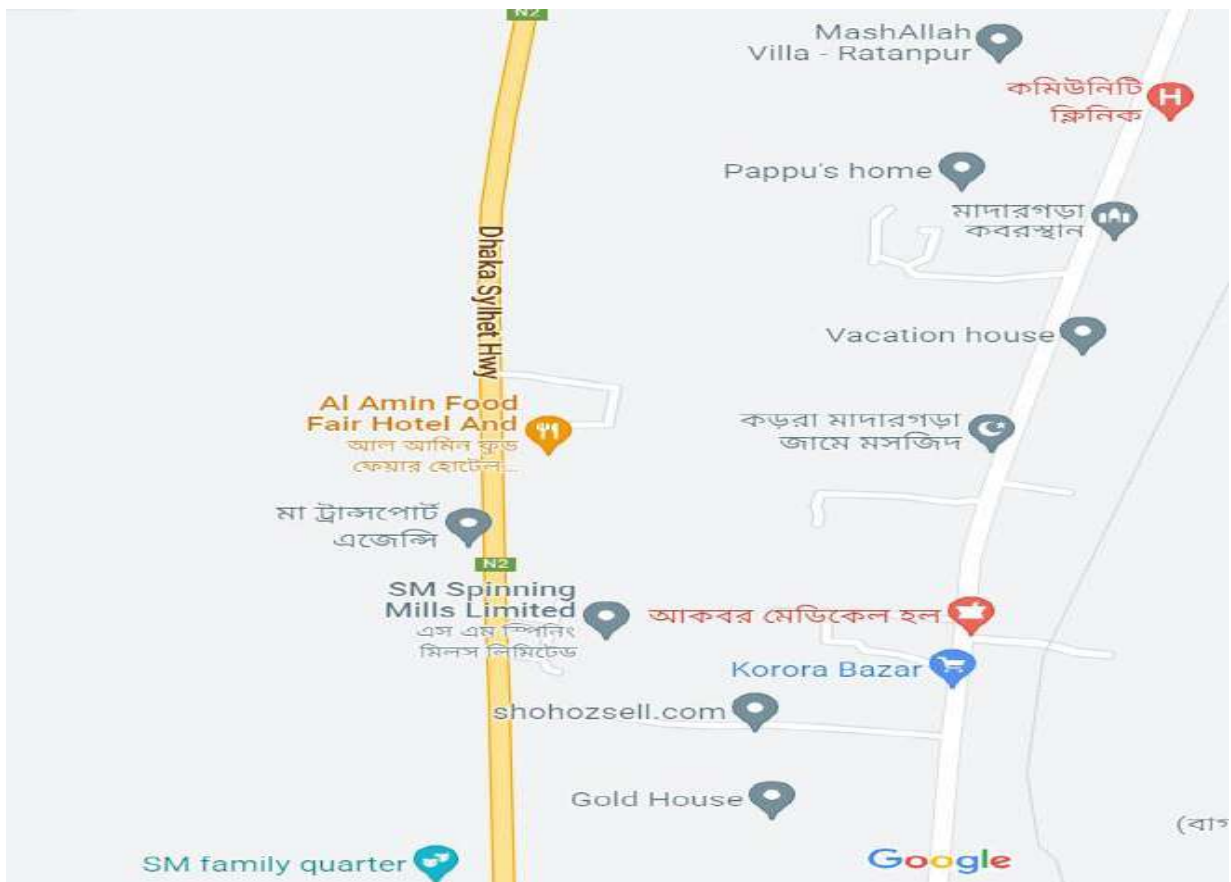 N2
MashAllah
Villa - Ratanpur
কমিউনিটি
ক্লিনিক
H
Pappu's home
মাদারগড়া
কবরস্থান
Dhaka Sylhet Hwy
Vacation house
Al Amin Food
Fair Hotel And
আল আমিন ফুড
ফেয়ার হোটেল...
কড়রা মাদারগড়া
জামে মসজিদ
মা ট্রান্সপোর্ট
এজেন্সি
N2
SM Spinning
Mills Limited
এস এম স্পিনিং
মিলস লিমিটেড
আকবর মেডিকেল হল
Korora Bazar
shohozsell.com
Gold House
(বাগ
SM family quarter
Google